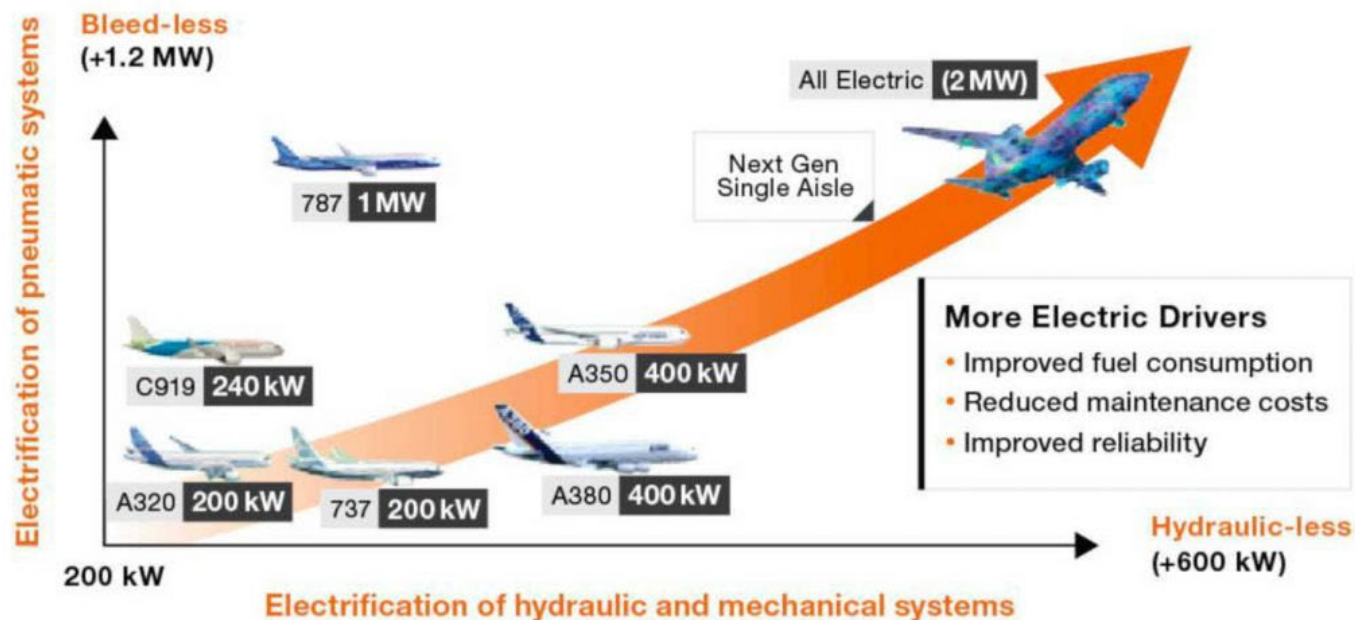 Electrification of pneumatic systems
Bleed-less
(+1.2 MW)
All Electric (2 MW)
Next Gen
Single Aisle
787 1 MW
C919 240 kW
A350 400 kW
A320 200 kW
737 200 kW
A380 400 kW
More Electric Drivers
• Improved fuel consumption
• Reduced maintenance costs
• Improved reliability
200 kW
Hydraulic-less
(+600 kW)
Electrification of hydraulic and mechanical systems